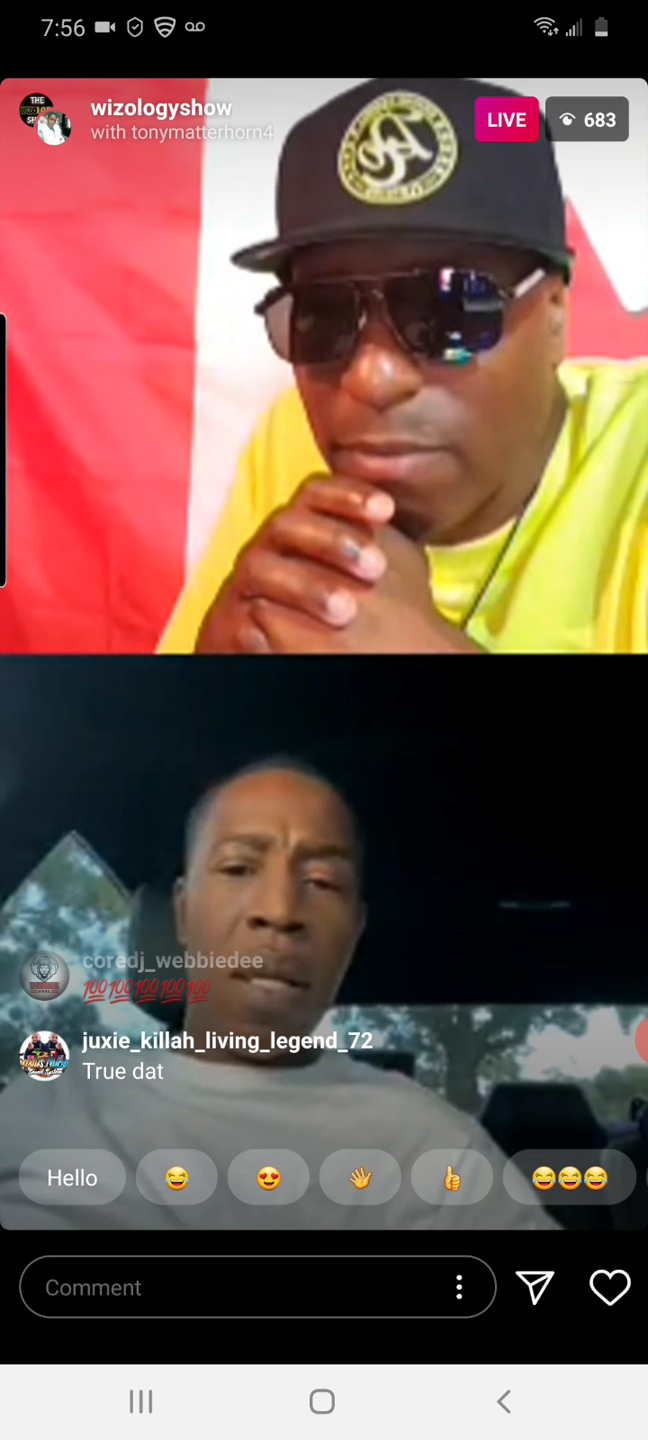 7:56
wizologyshow
with tonymatterhorn4
LIVE
683
coredj_webbiedee
💯💯💯💯💯
juxie_killah_living_legend_72
True dat
Hello
Comment